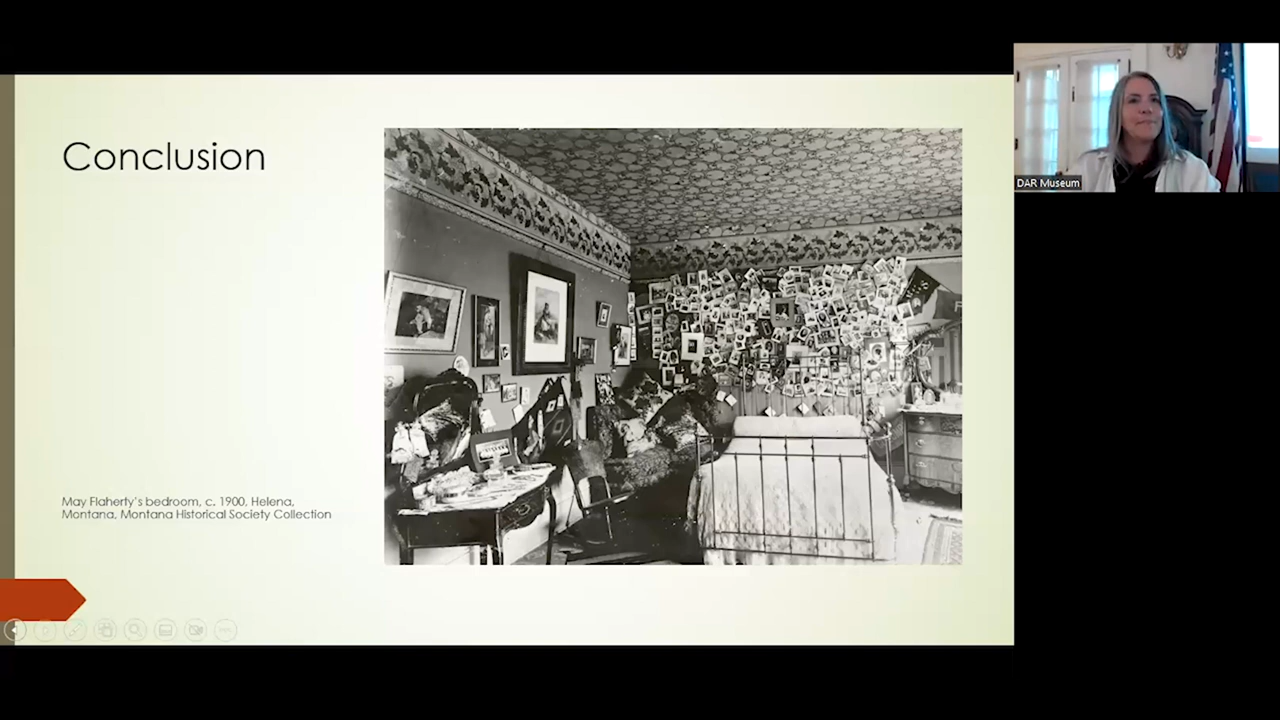 Conclusion
May Flaherty's bedroom, c. 1900, Helena,
Montana, Montana Historical Society Collection
DAR Museum